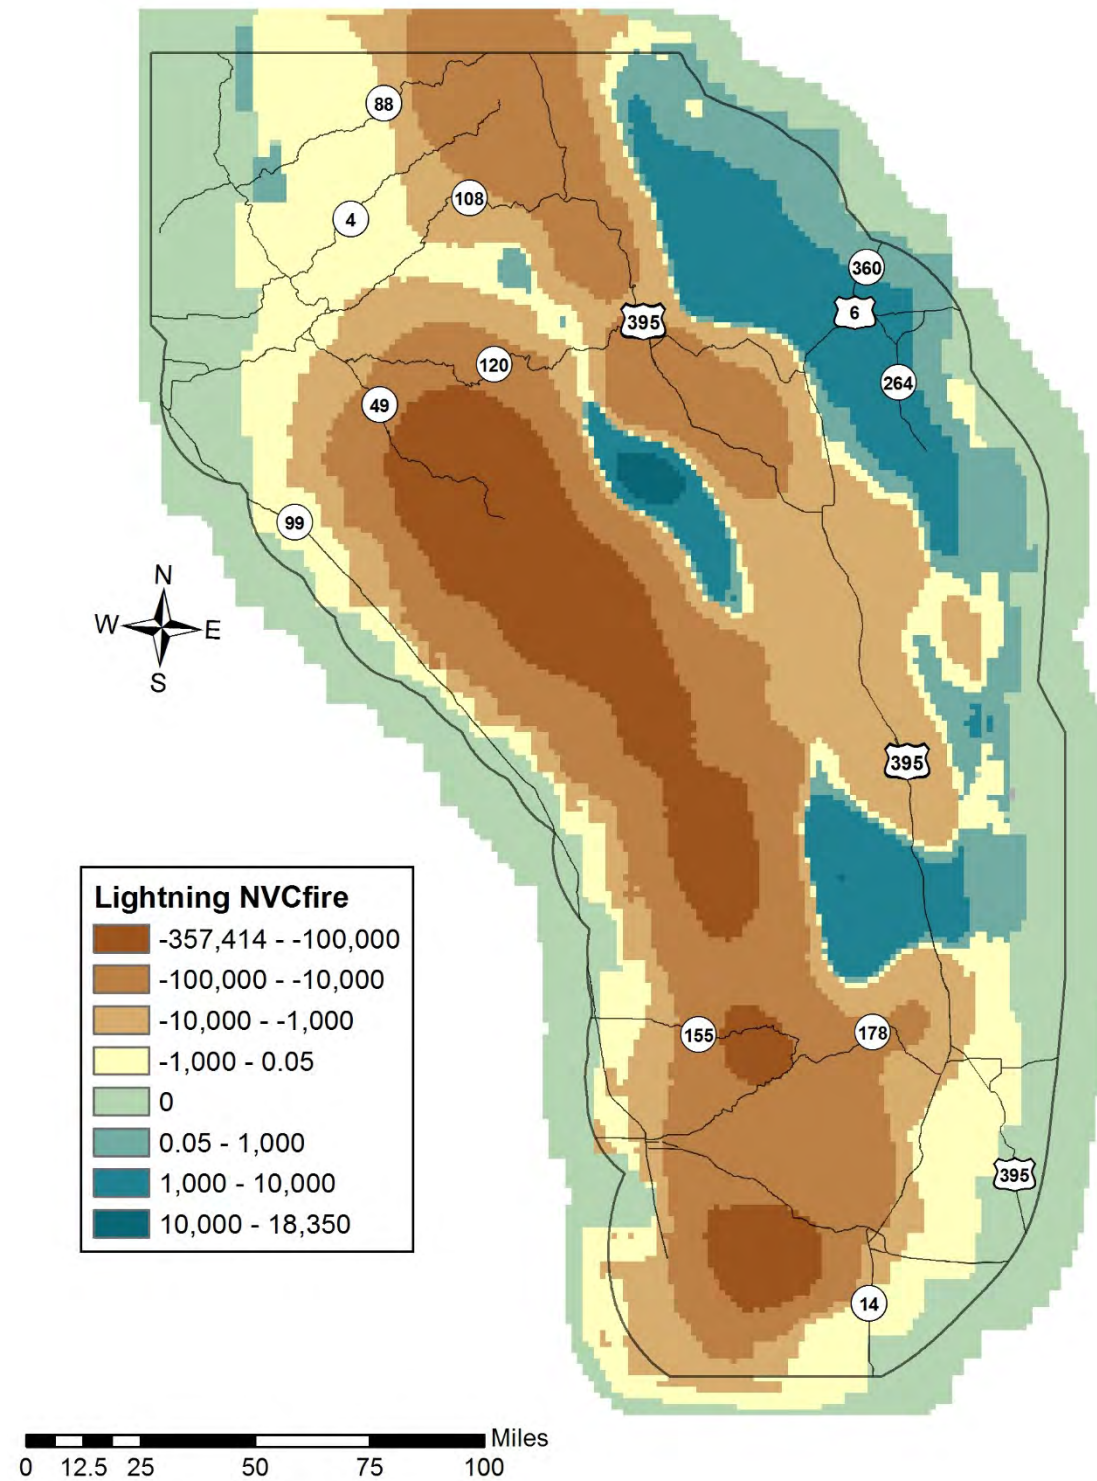 88
108
4
360
6
395
120
264
49
99
N
W E
S
395
Lightning NVCfire
-357,414 - -100,000
-100,000 - -10,000
-10,000 - -1,000
-1,000 - 0.05
0
0.05 - 1,000
1,000 - 10,000
10,000 - 18,350
155
178
395
14
Miles
0 12.5 25 50 75 100